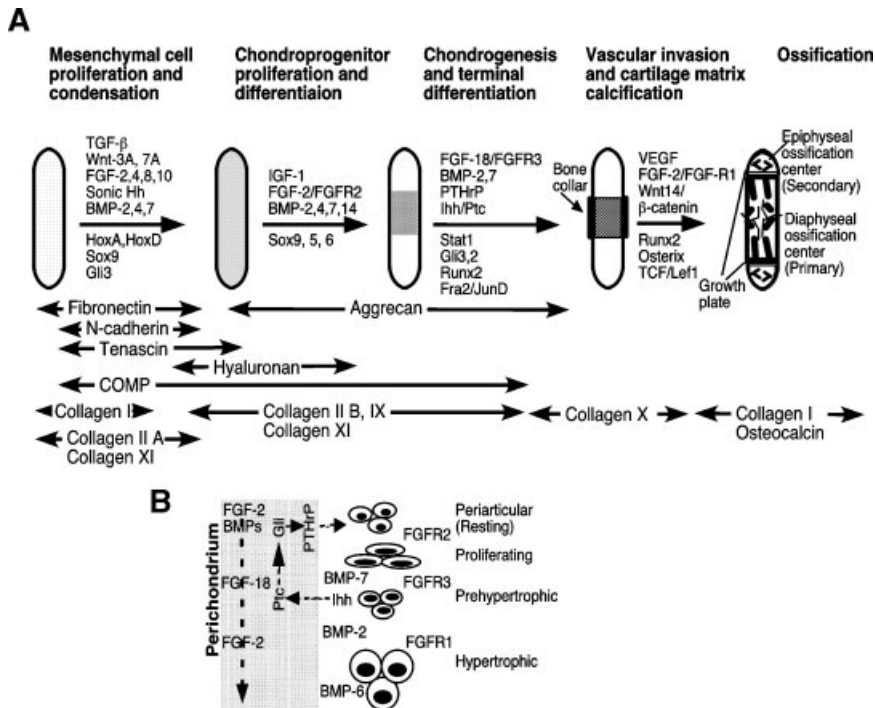 A
Mesenchymal cell
proliferation and
condensation
Chondroprogenitor
proliferation and
differentiaion
Chondrogenesis
and terminal
differentiation
Vascular invasion
and cartilage matrix
calcification
Ossification
TGF-β
Wnt-3A, 7A
FGF-2,4,8,10
Sonic Hh
BMP-2,4,7
HoxA,HoxD
Sox9
Gli3
IGF-1
FGF-2/FGFR2
BMP-2,4,7,14
Sox9, 5, 6
FGF-18/FGFR3
BMP-2,7
PTHrP
Ihh/Ptc
Stat1
Gli3,2
Runx2
Fra2/JunD
Bone
collar
VEGF
FGF-2/FGF-R1
Wnt14/
β-catenin
Runx2
Osterix
TCF/Lef1
Growth
plate
Epiphyseal
ossification
center
(Secondary)
Diaphyseal
ossification
center
(Primary)
Fibronectin
Aggrecan
N-cadherin
Tenascin
Hyaluronan
COMP
Collagen I
Collagen II B, IX
Collagen XI
Collagen X
Collagen I
Osteocalcin
Collagen II A
Collagen XI
B
Perichondrium
FGF-2
BMPs
FGF-18
FGF-2
Gli
Ptc
PTHrP
Ihh
BMP-7
BMP-2
BMP-6
FGFR2
FGFR3
FGFR1
Periarticular
(Resting)
Proliferating
Prehypertrophic
Hypertrophic